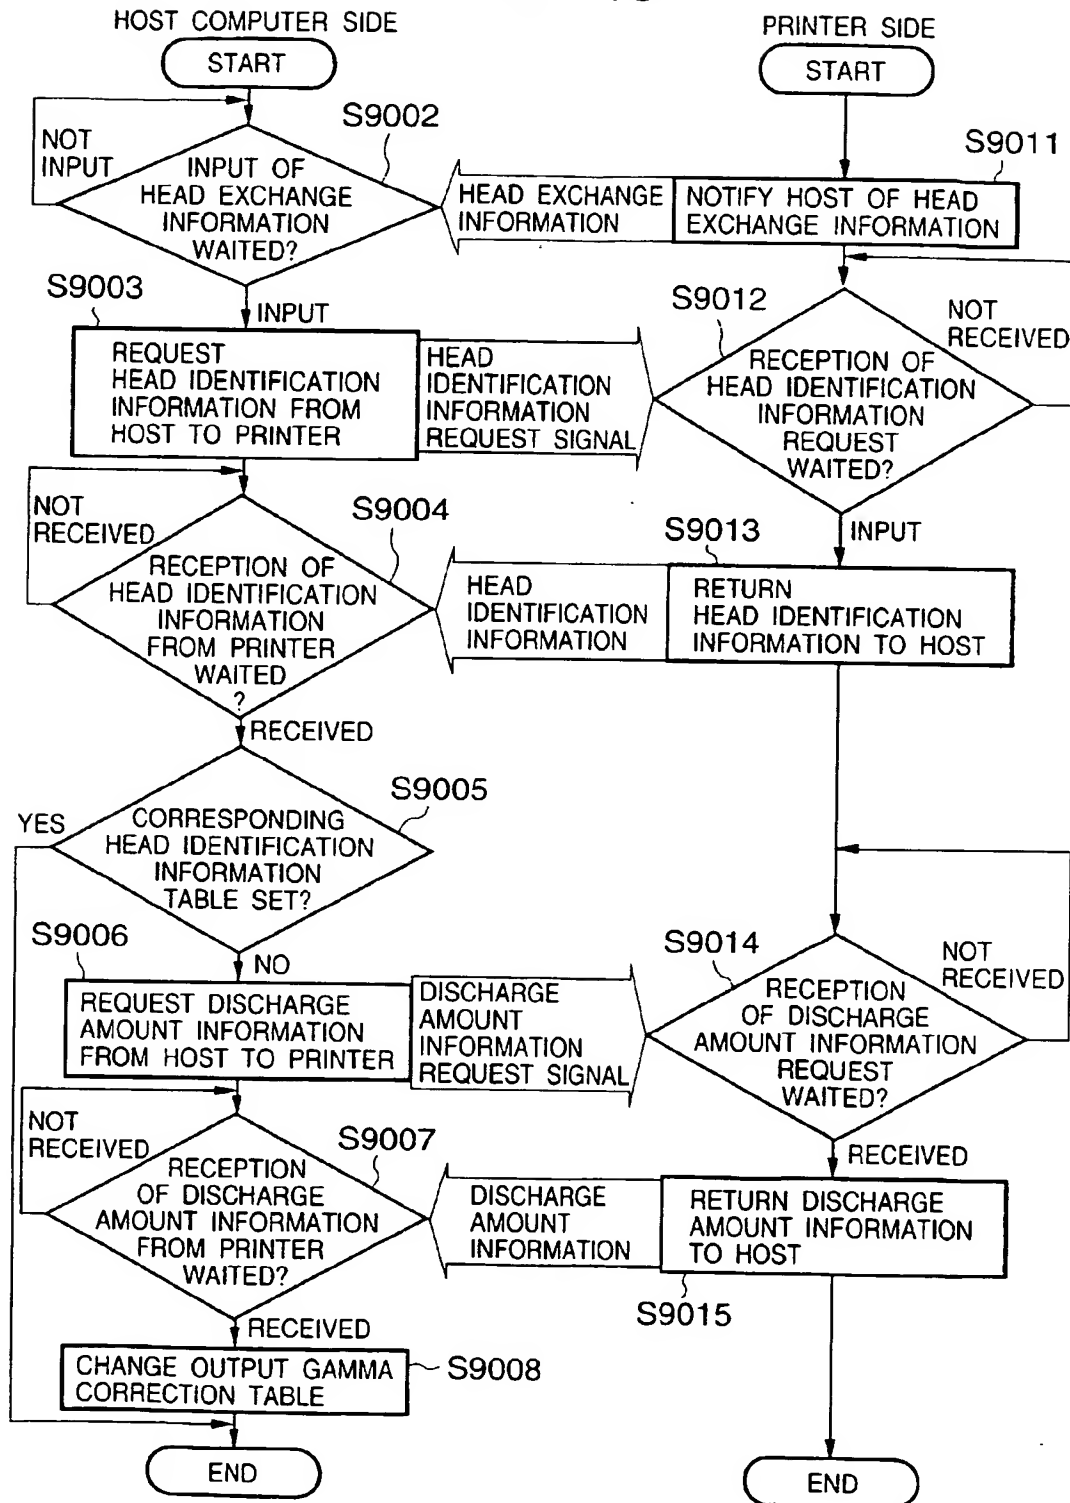 HOST COMPUTER SIDE
START
NOT
INPUT
S9002
INPUT OF
HEAD EXCHANGE
INFORMATION
WAITED?
HEAD EXCHANGE
INFORMATION
PRINTER SIDE
START
S9011
NOTIFY HOST OF HEAD
EXCHANGE INFORMATION
S9003
INPUT
REQUEST
HEAD IDENTIFICATION
INFORMATION FROM
HOST TO PRINTER
HEAD
IDENTIFICATION
INFORMATION
REQUEST SIGNAL
S9012
NOT
RECEIVED
RECEPTION OF
HEAD IDENTIFICATION
INFORMATION
REQUEST
WAITED?
INPUT
NOT
RECEIVED
S9004
RECEPTION OF
HEAD IDENTIFICATION
INFORMATION
FROM PRINTER
WAITED
?
RECEIVED
HEAD
IDENTIFICATION
INFORMATION
S9013
RETURN
HEAD IDENTIFICATION
INFORMATION TO HOST
YES
S9005
CORRESPONDING
HEAD IDENTIFICATION
INFORMATION
TABLE SET?
NO
S9006
REQUEST DISCHARGE
AMOUNT INFORMATION
FROM HOST TO PRINTER
DISCHARGE
AMOUNT
INFORMATION
REQUEST SIGNAL
S9014
NOT
RECEIVED
RECEPTION
OF DISCHARGE
AMOUNT INFORMATION
REQUEST
WAITED?
RECEIVED
NOT
RECEIVED
S9007
RECEPTION
OF DISCHARGE
AMOUNT INFORMATION
FROM PRINTER
WAITED?
RECEIVED
DISCHARGE
AMOUNT
INFORMATION
RETURN DISCHARGE
AMOUNT INFORMATION
TO HOST
S9015
CHANGE OUTPUT GAMMA
CORRECTION TABLE
S9008
END
END